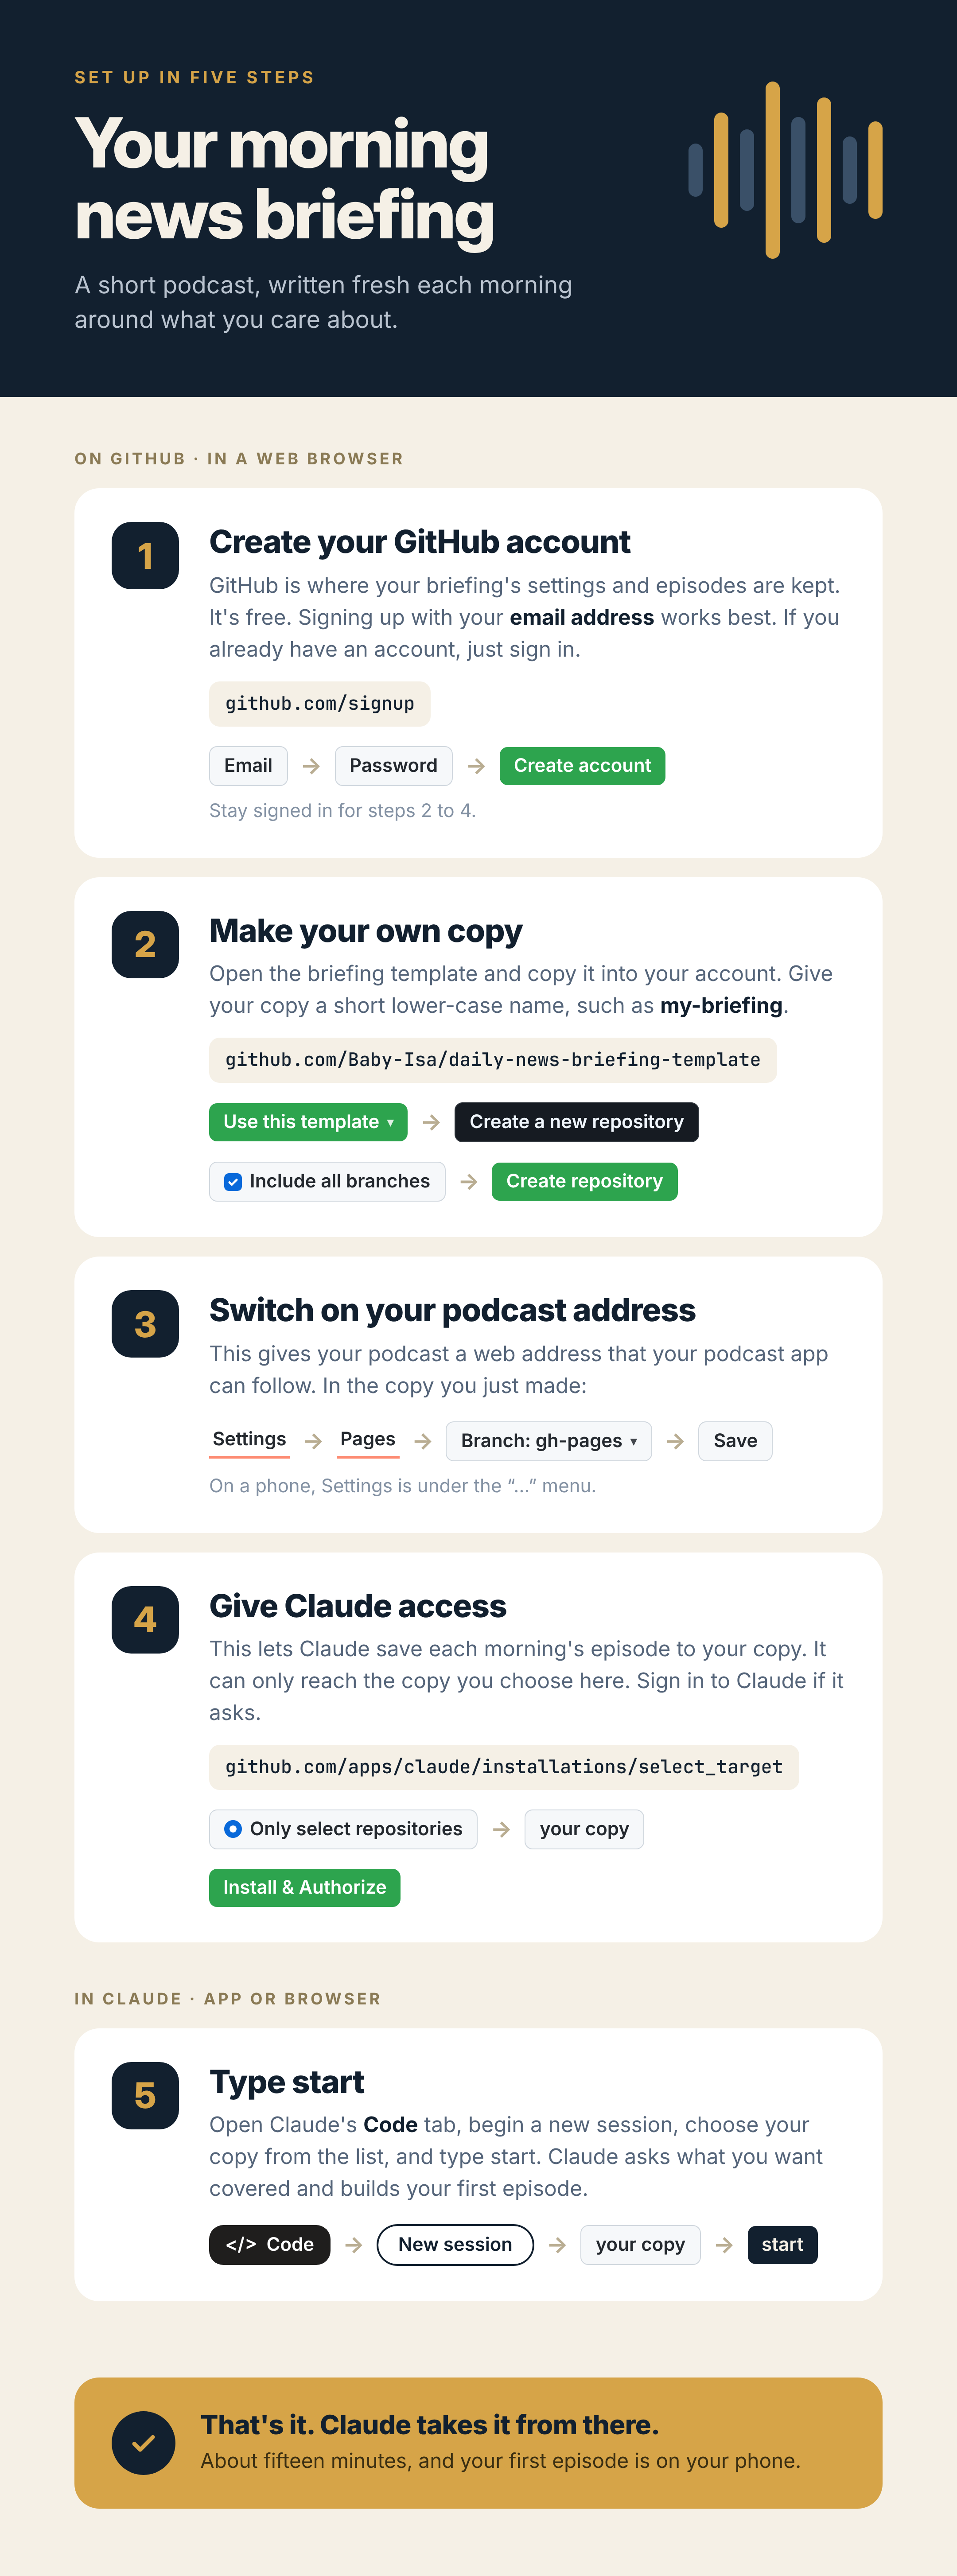 SET UP IN FIVE STEPS
Your morning
news briefing
A short podcast, written fresh each morning
around what you care about.
ON GITHUB · IN A WEB BROWSER
1
Create your GitHub account
GitHub is where your briefing's settings and episodes are kept.
It's free. Signing up with your email address works best. If you
already have an account, just sign in.
github.com/signup
Email → Password → Create account
Stay signed in for steps 2 to 4.
2
Make your own copy
Open the briefing template and copy it into your account. Give
your copy a short lower-case name, such as my-briefing.
github.com/Baby-Isa/daily-news-briefing-template
Use this template ▾ → Create a new repository
Include all branches → Create repository
3
Switch on your podcast address
This gives your podcast a web address that your podcast app
can follow. In the copy you just made:
Settings → Pages → Branch: gh-pages ▾ → Save
On a phone, Settings is under the “…” menu.
4
Give Claude access
This lets Claude save each morning's episode to your copy. It
can only reach the copy you choose here. Sign in to Claude if it
asks.
github.com/apps/claude/installations/select_target
Only select repositories → your copy
Install & Authorize
IN CLAUDE · APP OR BROWSER
5
Type start
Open Claude's Code tab, begin a new session, choose your
copy from the list, and type start. Claude asks what you want
covered and builds your first episode.
</> Code → New session → your copy → start
That's it. Claude takes it from there.
About fifteen minutes, and your first episode is on your phone.